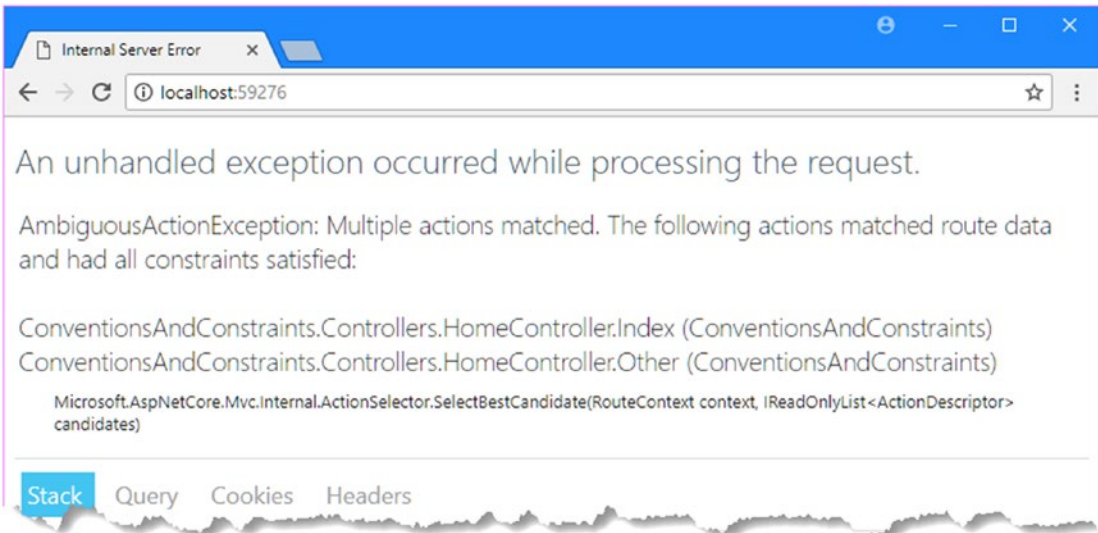 Internal Server Error
localhost:59276
An unhandled exception occurred while processing the request.
AmbiguousActionException: Multiple actions matched. The following actions matched route data
and had all constraints satisfied:
ConventionsAndConstraints.Controllers.HomeController.Index (ConventionsAndConstraints)
ConventionsAndConstraints.Controllers.HomeController.Other (ConventionsAndConstraints)
Microsoft.AspNetCore.Mvc.Internal.ActionSelector.SelectBestCandidate(RouteContext context, IReadOnlyList<ActionDescriptor>
candidates)
Stack Query Cookies Headers